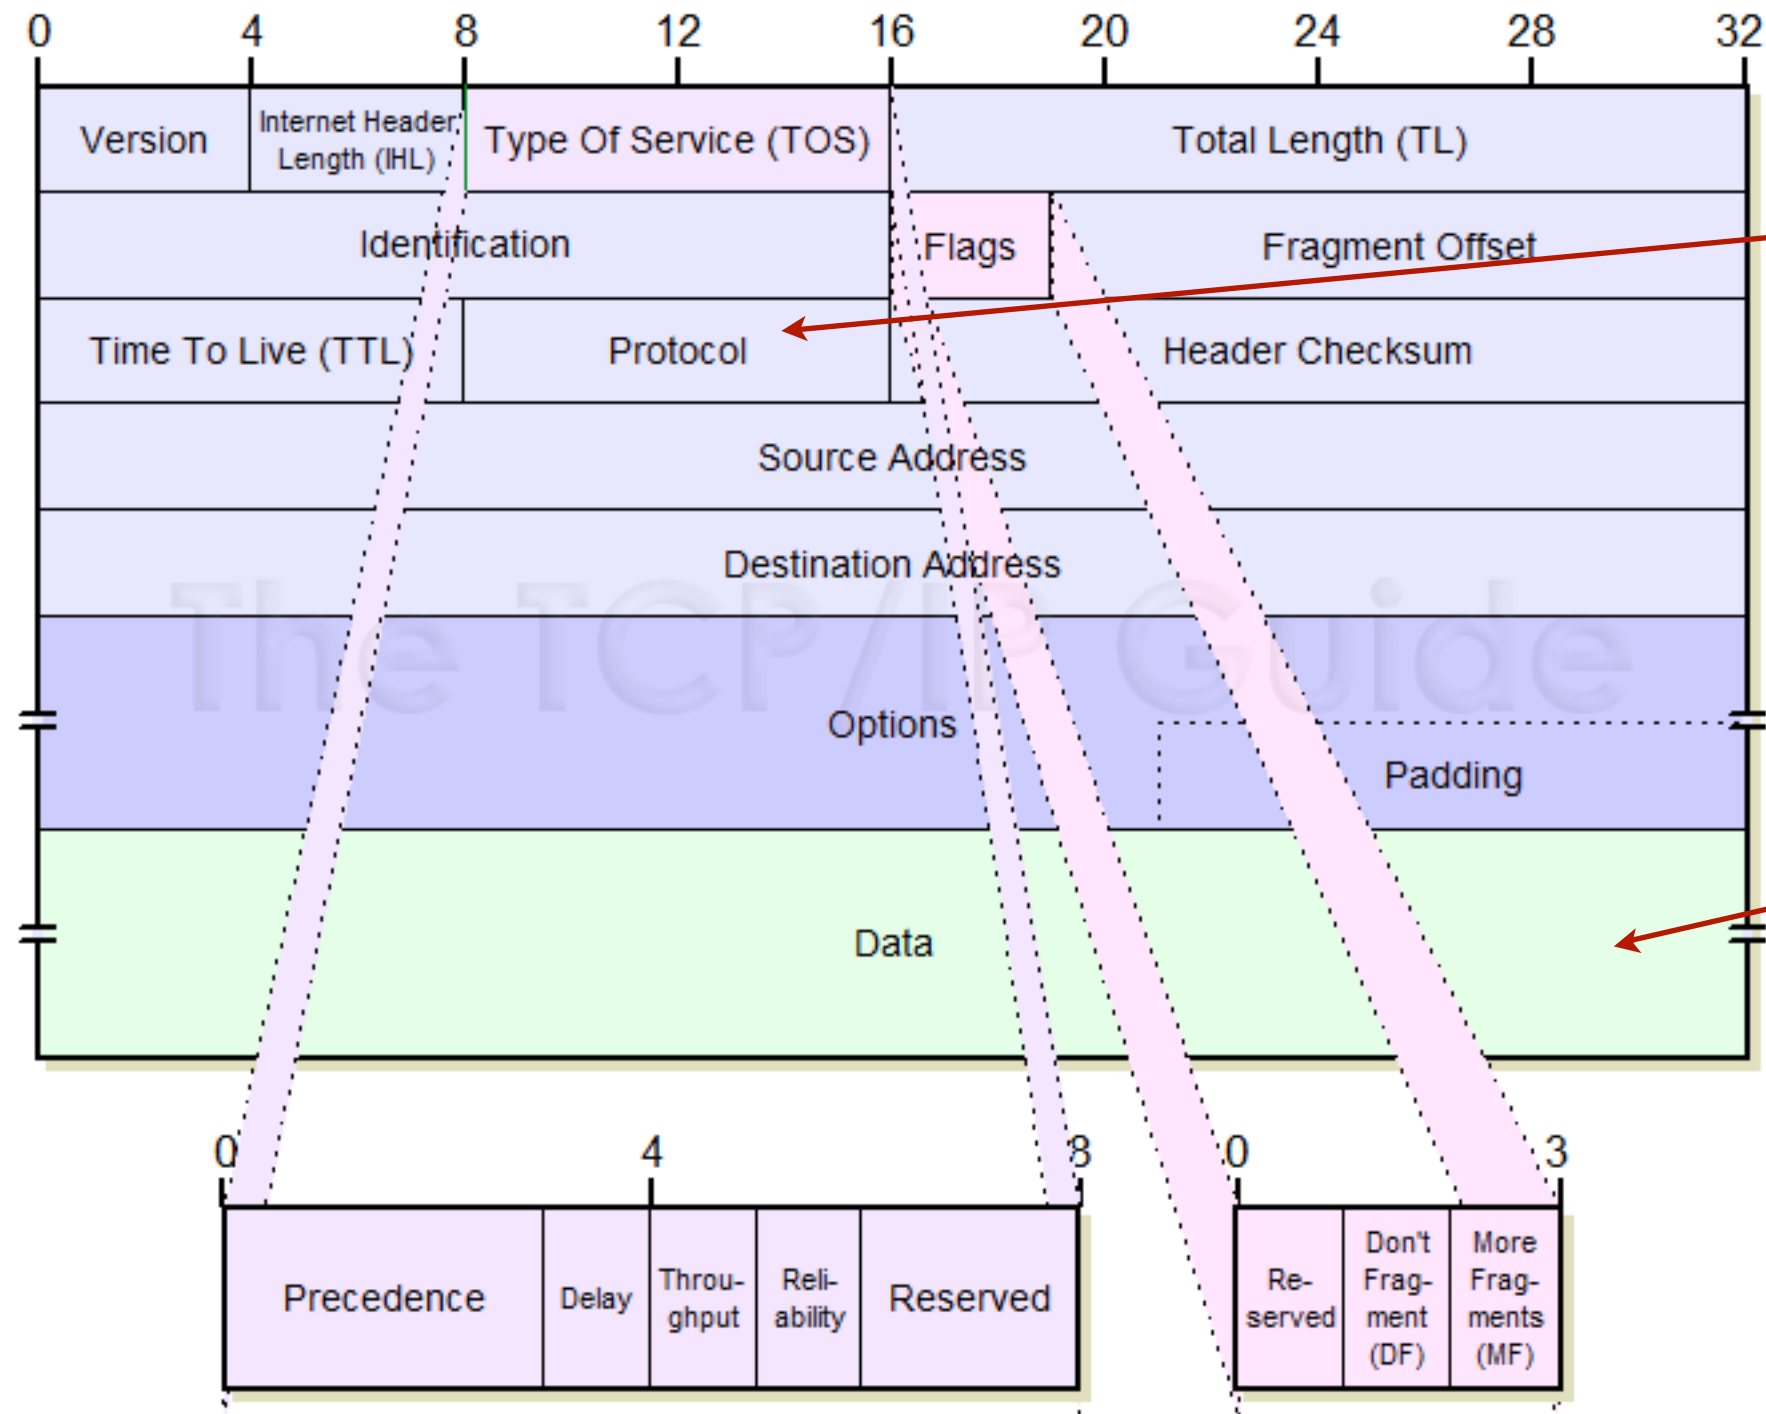 0 4 8 12 16 20 24 28 32
Version
Internet Header
Length (IHL)
Type Of Service (TOS)
Total Length (TL)
Identification
Flags
Fragment Offset
Time To Live (TTL)
Protocol
Header Checksum
Source Address
Destination Address
The TCP/IP Guide
Options
Padding
Data
0 4 8
0 3
Precedence
Delay
Throu-
ghput
Reli-
ability
Reserved
Re-
served
Don't
Frag-
ment
(DF)
More
Frag-
ments
(MF)